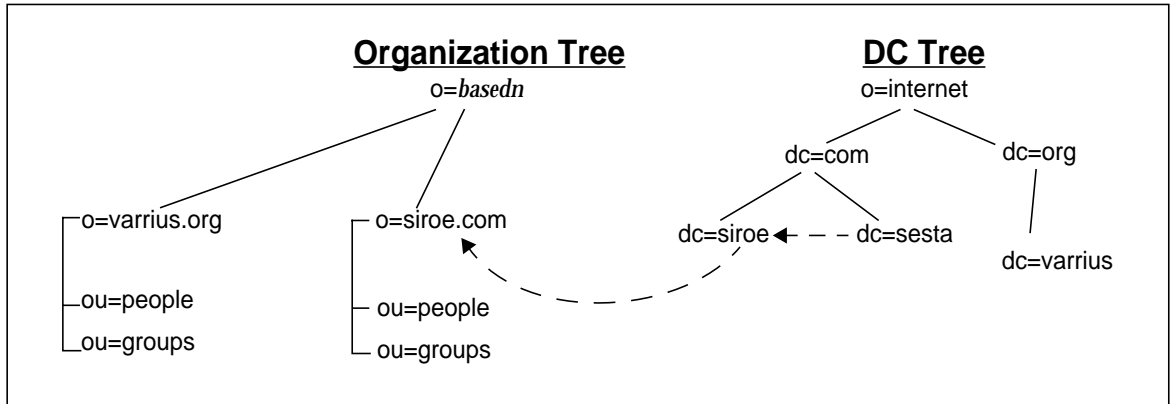 Organization Tree
o=basedn
o=varrius.org
ou=people
ou=groups
o=siroe.com
ou=people
ou=groups
DC Tree
o=internet
dc=com
dc=org
dc=siroe
dc=sesta
dc=varrius